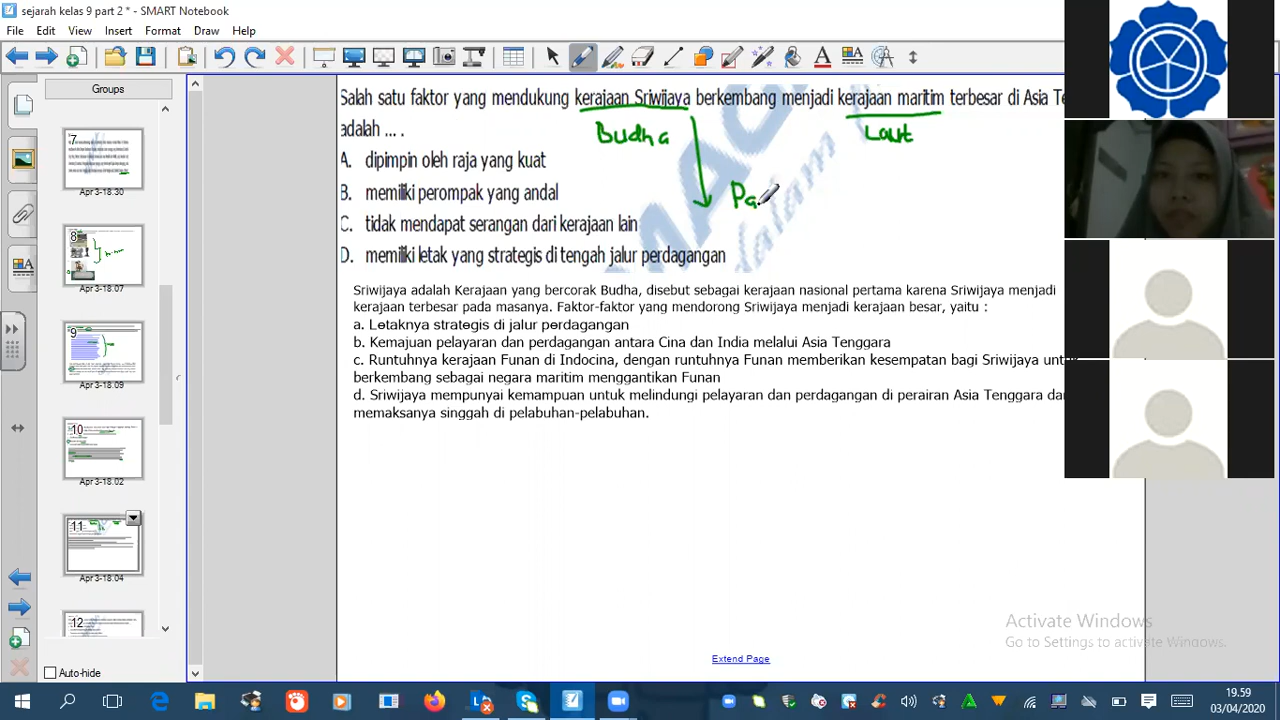 sejarah kelas 9 part 2 * - SMART Notebook
File Edit View Insert Format Draw Help
Groups
7
Apr 3-18.30
8
Apr 3-18.07
9
Apr 3-18.09
10
Apr 3-18.02
11
Apr 3-18.04
12
Auto-hide
Salah satu faktor yang mendukung kerajaan Sriwijaya berkembang menjadi kerajaan maritim terbesar di Asia Te
adalah ... .
Budha
Laut
A. dipimpin oleh raja yang kuat
B. memiliki perompak yang andal
Pa
C. tidak mendapat serangan dari kerajaan lain
D. memiliki letak yang strategis di tengah jalur perdagangan
Sriwijaya adalah Kerajaan yang bercorak Budha, disebut sebagai kerajaan nasional pertama karena Sriwijaya menjadi
kerajaan terbesar pada masanya. Faktor-faktor yang mendorong Sriwijaya menjadi kerajaan besar, yaitu :
a. Letaknya strategis di jalur perdagangan
b. Kemajuan pelayaran dan perdagangan antara Cina dan India melalui Asia Tenggara
c. Runtuhnya kerajaan Funan di Indocina, dengan runtuhnya Funan memberikan kesempatan bagi Sriwijaya untuk
berkembang sebagai negara maritim menggantikan Funan
d. Sriwijaya mempunyai kemampuan untuk melindungi pelayaran dan perdagangan di perairan Asia Tenggara dan
memaksanya singgah di pelabuhan-pelabuhan.
Extend Page
Activate Windows
Go to Settings to activate Windows.
19.59
03/04/2020